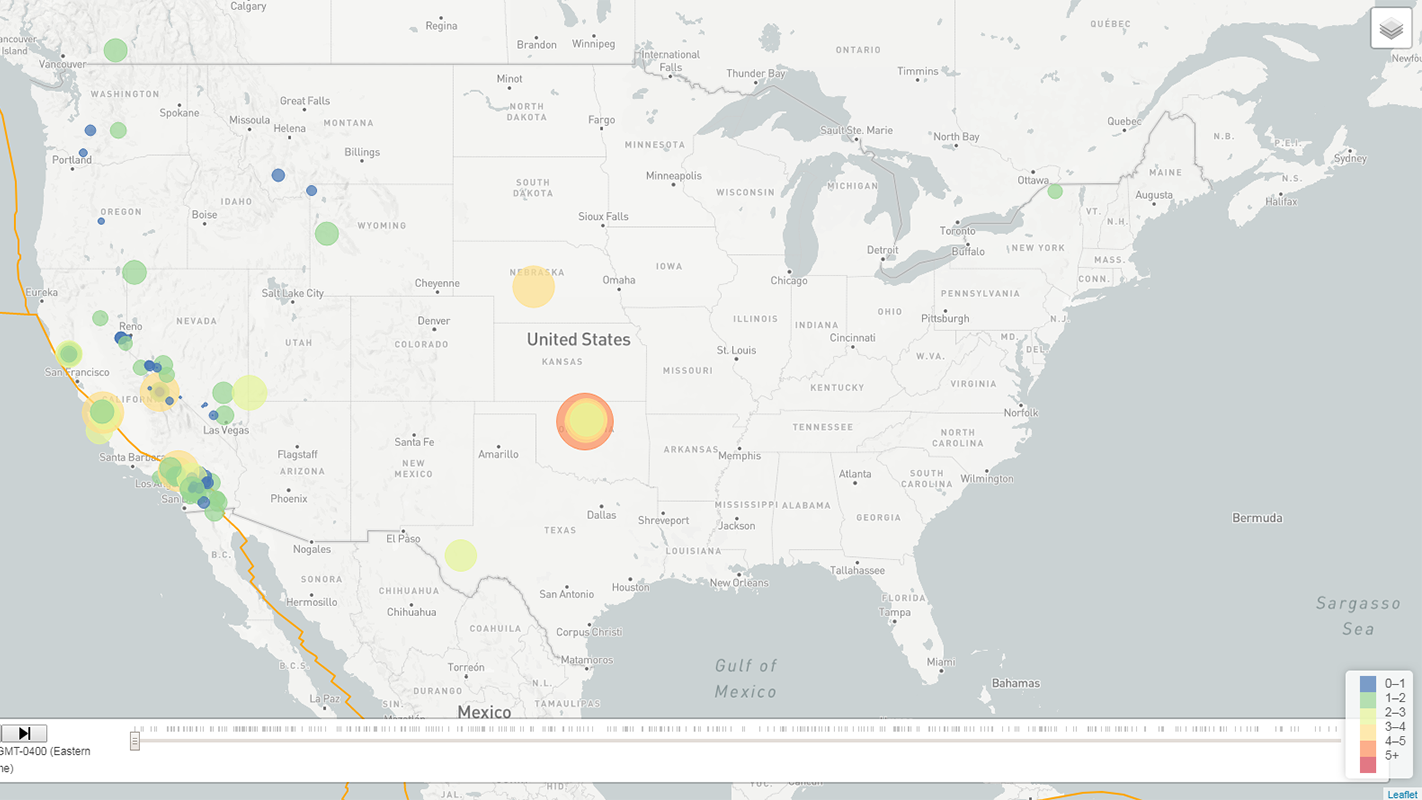 Calgary
Regina
Brandon
Winnipeg
QUÉBEC
ancouver
Island
Vancouver
International
Falls
ONTARIO
Thunder Bay
Timmins
Newfou
Minot
WASHINGTON
Spokane
Great Falls
Missoula
Helena
MONTANA
NORTH
DAKOTA
Fargo
Sault Ste. Marie
North Bay
Quebec
N.B.
P.E.I.
Sydney
Portland
Billings
MINNESOTA
Minneapolis
WISCONSIN
MICHIGAN
Ottawa
MAINE
Augusta
N.S.
Halifax
OREGON
IDAHO
Boise
WYOMING
SOUTH
DAKOTA
Sioux Falls
VT.
N.H.
Toronto
Buffalo
NEW YORK
Detroit
MASS.
CONN.
Eureka
Salt Lake City
Cheyenne
NEBRASKA
Omaha
IOWA
Chicago
PENNSYLVANIA
Reno
NEVADA
Denver
COLORADO
UTAH
United States
KANSAS
ILLINOIS
INDIANA
OHIO
Pittsburgh
N.J.
Cincinnati
MD.
DEL.
St. Louis
W.VA.
San Francisco
MISSOURI
KENTUCKY
VIRGINIA
CALIFORNIA
Las Vegas
Norfolk
TENNESSEE
NORTH
CAROLINA
Santa Barbara
Flagstaff
ARIZONA
Santa Fe
NEW
MEXICO
Amarillo
ARKANSAS
Memphis
Atlanta
SOUTH
CAROLINA
Wilmington
Los A
San D
Phoenix
Dallas
Shreveport
MISSISSIPPI
ALABAMA
Jackson
GEORGIA
Bermuda
B.C.
Nogales
El Paso
TEXAS
LOUISIANA
Tallahassee
SONORA
Hermosillo
CHIHUAHUA
Chihuahua
San Antonio
Houston
New Orleans
FLORIDA
Tampa
Sargasso
Sea
COAHUILA
Corpus Christi
B.C.S.
Torreón
Matamoros
Gulf of
Mexico
Miami
Bahamas
La Paz
DURANGO
N.L.
SIN.
TAMAULIPAS
Mexico
0–1
1–2
2–3
3–4
4–5
5+
GMT-0400 (Eastern
me)
JAL.
HID.
Leaflet